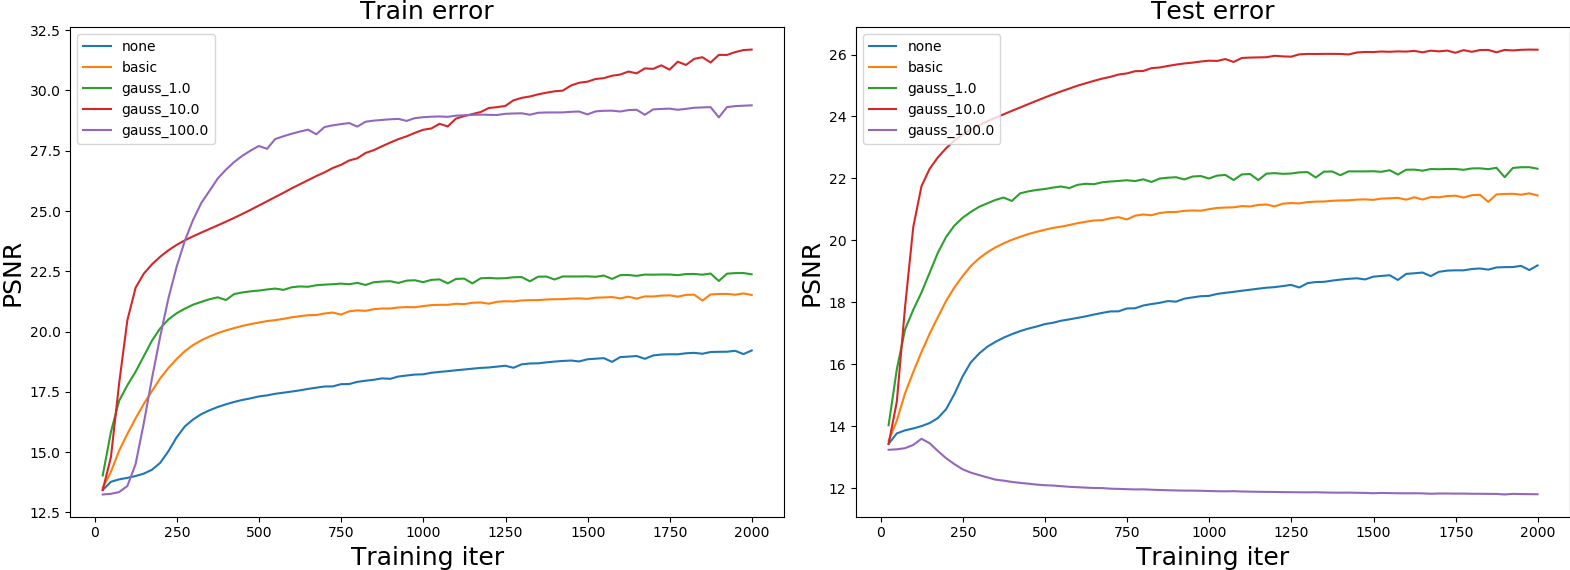 Train error
PSNR
32.5
30.0
27.5
25.0
22.5
20.0
17.5
15.0
12.5
none
basic
gauss_1.0
gauss_10.0
gauss_100.0
0 250 500 750 1000 1250 1500 1750 2000
Training iter
Test error
PSNR
26
24
22
20
18
16
14
12
none
basic
gauss_1.0
gauss_10.0
gauss_100.0
0 250 500 750 1000 1250 1500 1750 2000
Training iter